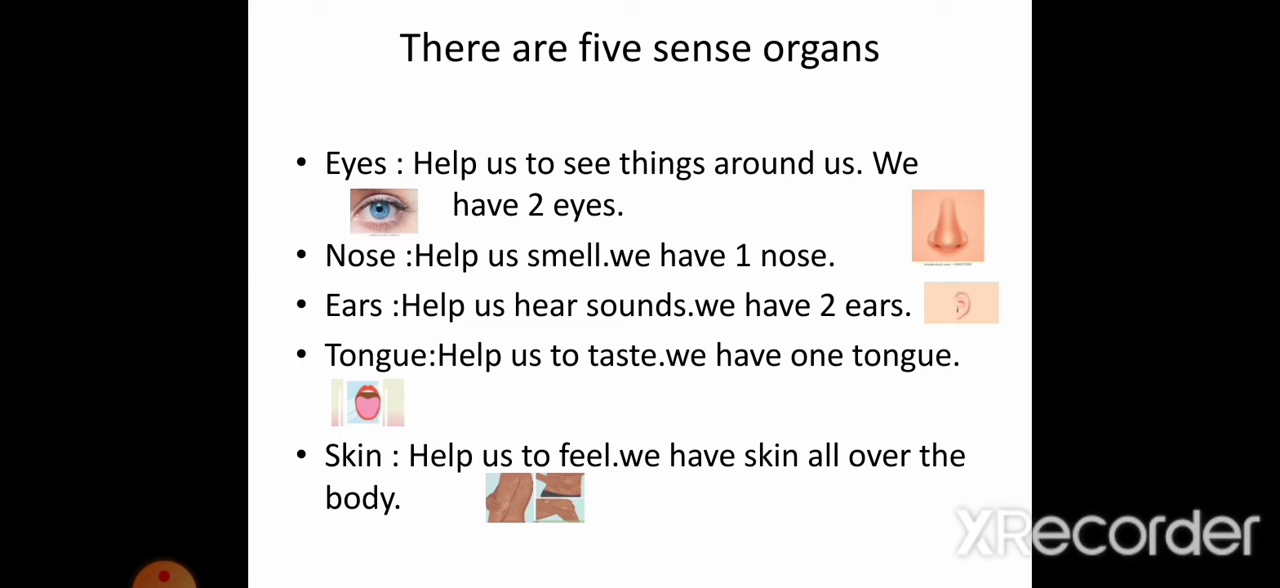 There are five sense organs
• Eyes : Help us to see things around us. We
have 2 eyes.
• Nose :Help us smell.we have 1 nose.
• Ears :Help us hear sounds.we have 2 ears.
• Tongue:Help us to taste.we have one tongue.
• Skin : Help us to feel.we have skin all over the
body.
XRecorder